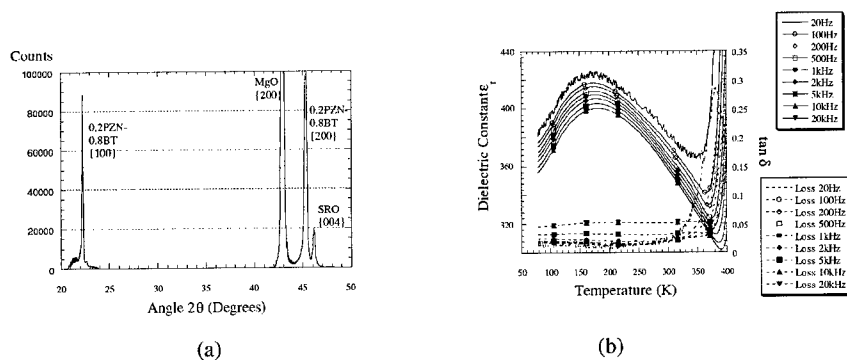 Counts
100000
80000
60000
40000
20000
0
0.2PZN-
0.8BT
{100}
MgO
{200}
0.2PZN-
0.8BT
{200}
SRO
{004}
20 25 30 35 40 45 50
Angle 2θ (Degrees)
(a)
440
400
360
320
Dielectric Constant εr
0.35
0.3
0.25
0.2
0.15
0.1
0.05
0
tan δ
50 100 150 200 250 300 350 400
Temperature (K)
20Hz
100Hz
200Hz
500Hz
1kHz
2kHz
5kHz
10kHz
20kHz
Loss 20Hz
Loss 100Hz
Loss 200Hz
Loss 500Hz
Loss 1kHz
Loss 2kHz
Loss 5kHz
Loss 10kHz
Loss 20kHz
(b)